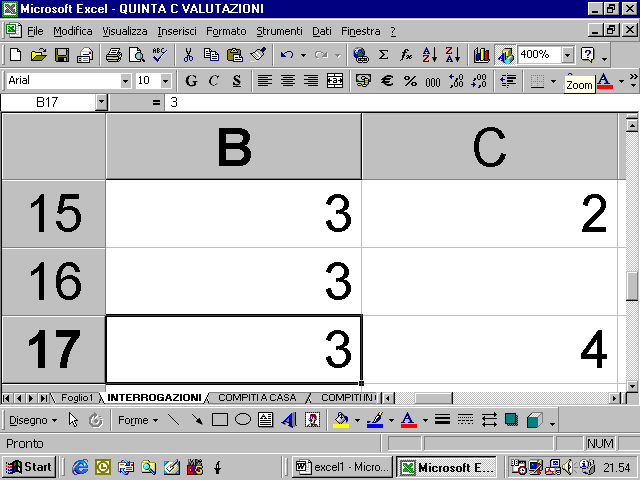 Microsoft Excel - QUINTA C VALUTAZIONI
File Modifica Visualizza Inserisci Formato Strumenti Dati Finestra ?
400%
Arial 10 G C S € % 000
Zoom
B17 = 3
B C
15 3 2
16 3
17 3 4
Foglio1 INTERROGAZIONI COMPITI A CASA COMPITI IN
Disegno Forme
Pronto NUM
Start excel1 - Micro... Microsoft E... 21.54